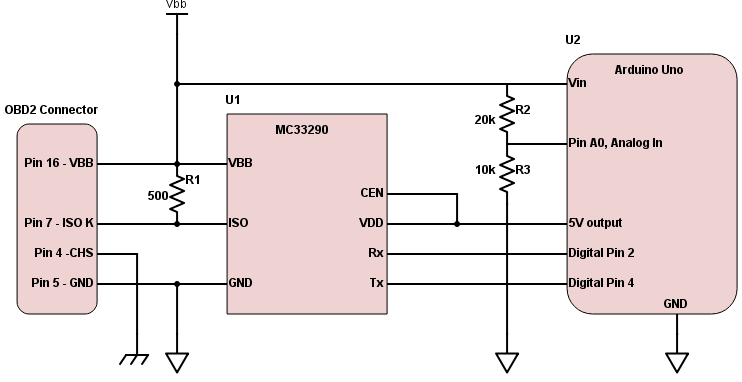 Vbb
U2
Arduino Uno
Vin
U1
OBD2 Connector
MC33290
20k
R2
Pin A0, Analog In
Pin 16 - VBB
VBB
R1
500
10k
R3
CEN
Pin 7 - ISO K
ISO
VDD
5V output
Pin 4 -CHS
Rx
Digital Pin 2
Pin 5 - GND
GND
Tx
Digital Pin 4
GND